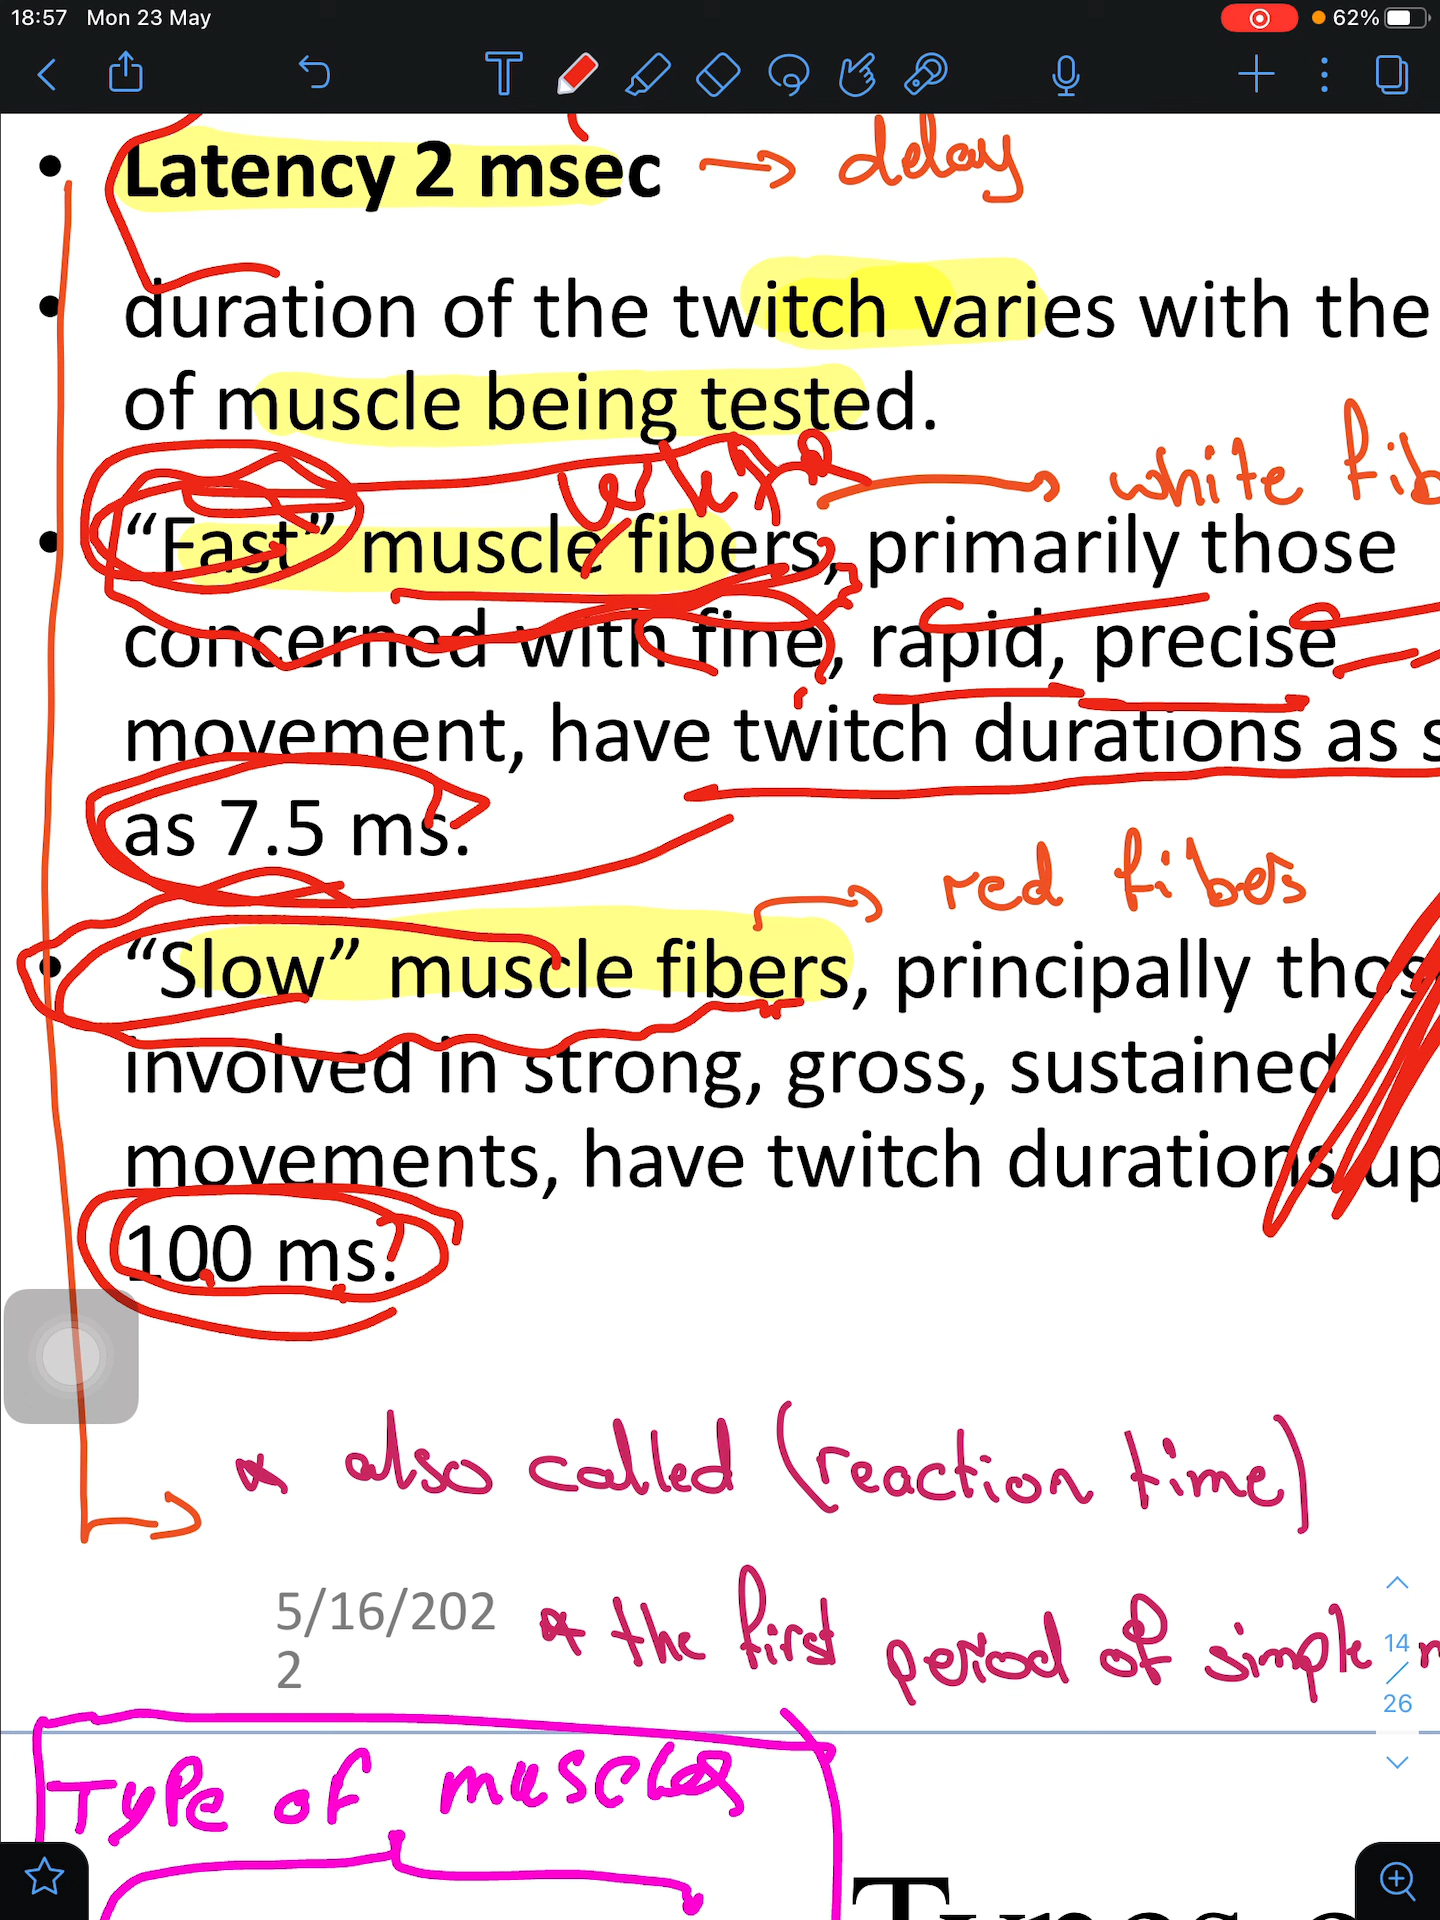 18:57 Mon 23 May 62%
• Latency 2 msec → delay
• duration of the twitch varies with the
of muscle being tested.
why?
→ white fib
• “Fast” muscle fibers, primarily those
concerned with fine, rapid, precise
movement, have twitch durations as s
as 7.5 ms.
→ red fibers
• “Slow” muscle fibers, principally thos
involved in strong, gross, sustained
movements, have twitch durations up
100 ms.
* also called (reaction time)
5/16/202
2
* the first period of simple
14
/
26
Type of muscles
Types o